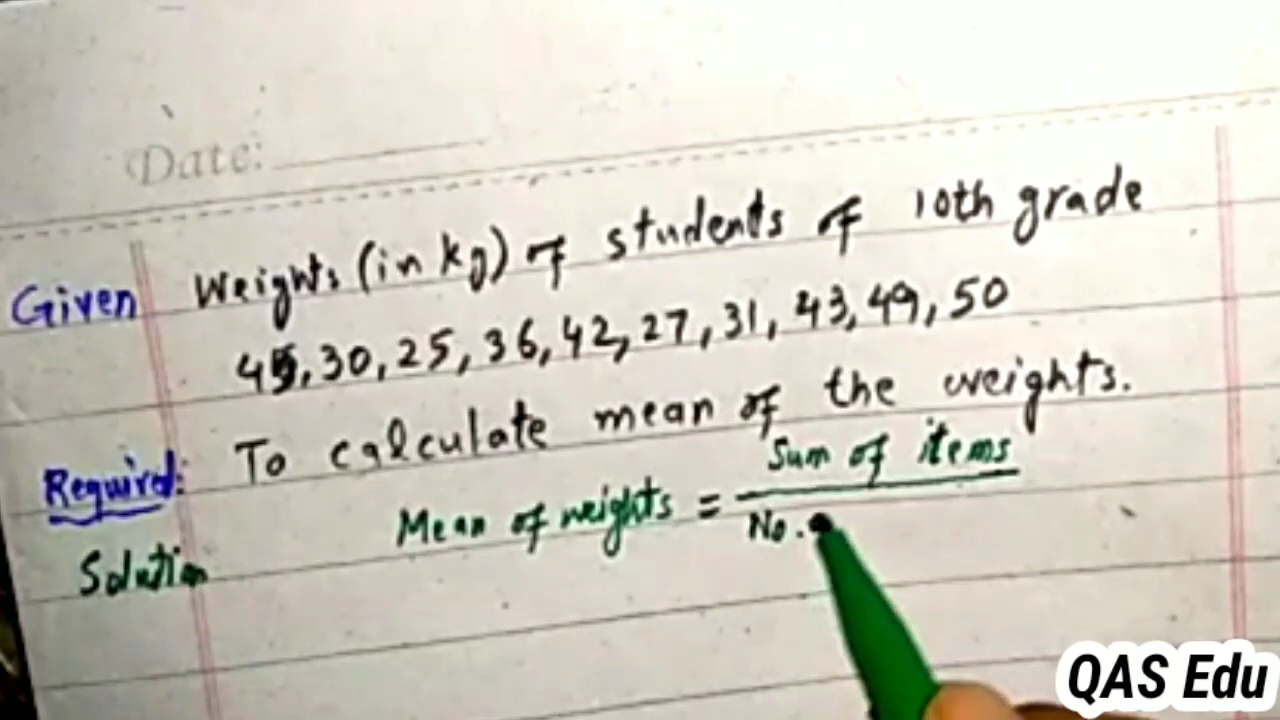 Date:
Given Weights (in kg) of students of 10th grade
45, 30, 25, 36, 42, 27, 31, 43, 49, 50
Required: To calculate mean of the weights.
Sum of items
Mean of weights =
No.
Solution
QAS Edu